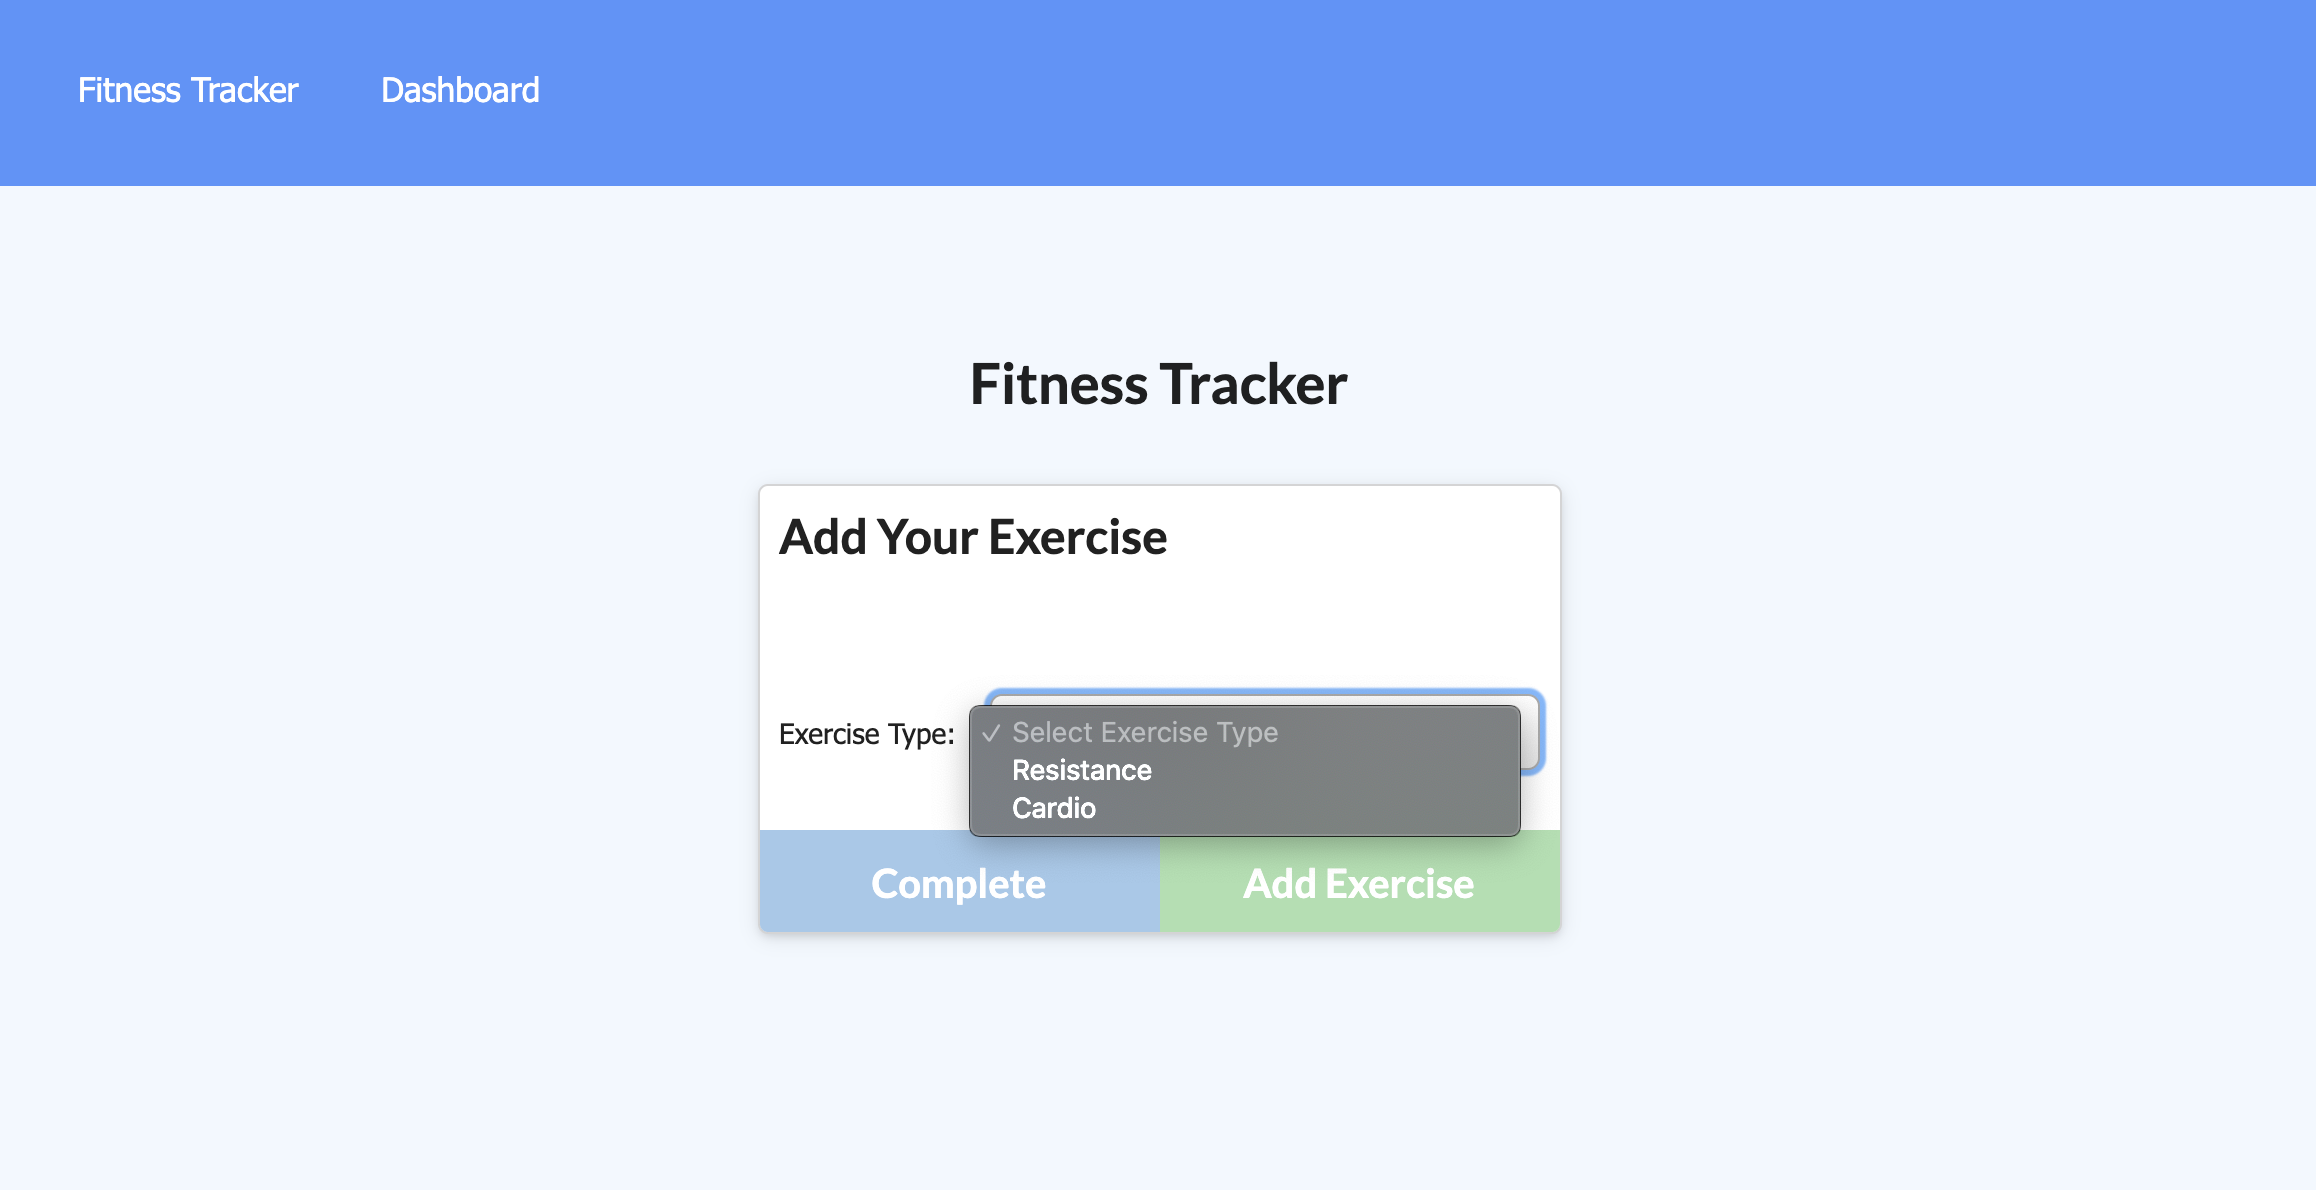 Fitness Tracker Dashboard
Fitness Tracker
Add Your Exercise
Exercise Type:
✓ Select Exercise Type
Resistance
Cardio
Complete Add Exercise